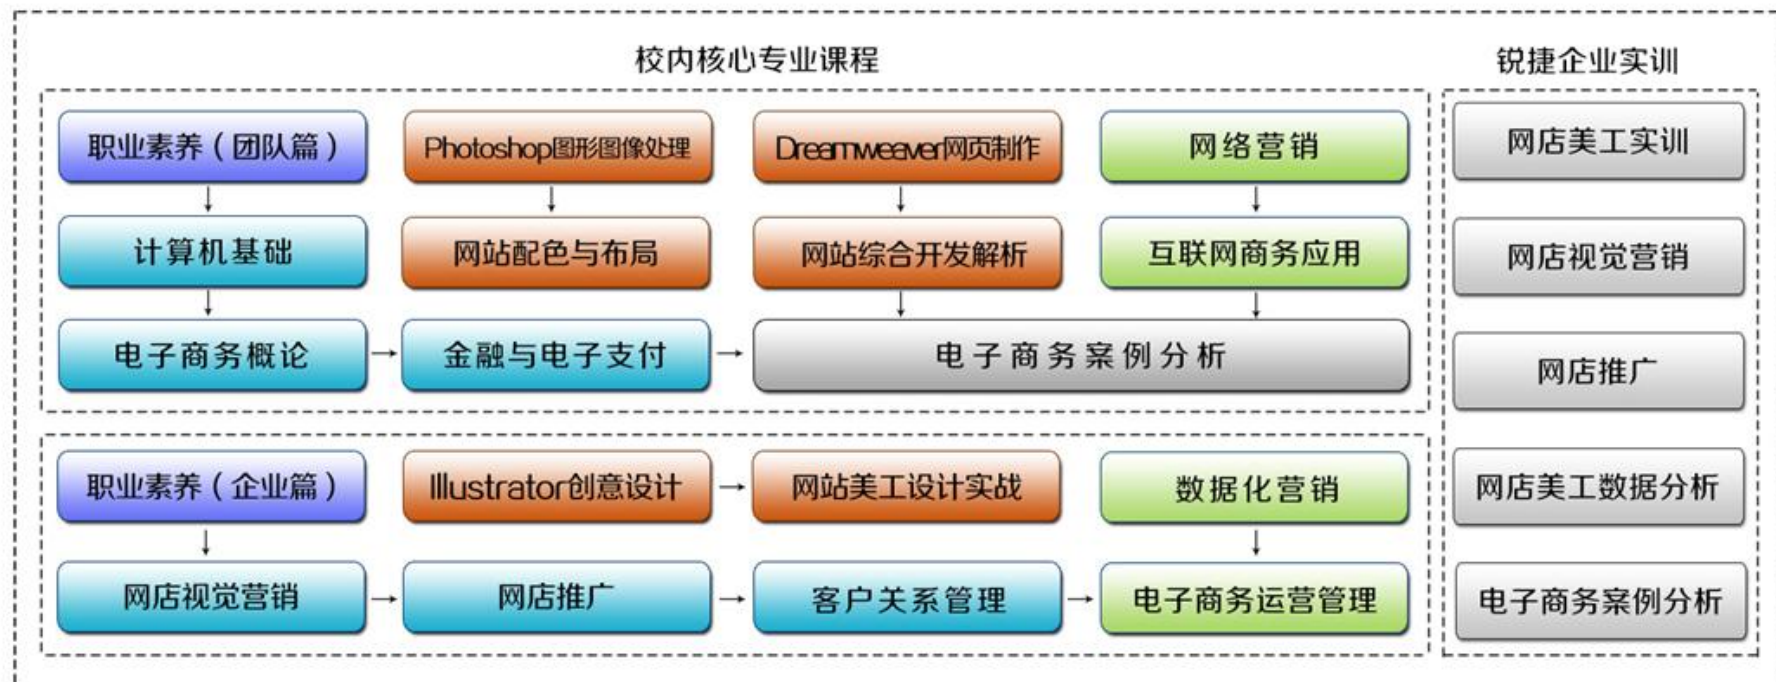 校内核心专业课程
锐捷企业实训
职业素养（团队篇）
Photoshop图形图像处理
Dreamweaver网页制作
网络营销
计算机基础
网站配色与布局
网站综合开发解析
互联网商务应用
电子商务概论
金融与电子支付
电子商务案例分析
职业素养（企业篇）
Illustrator创意设计
网站美工设计实战
数据化营销
网店视觉营销
网店推广
客户关系管理
电子商务运营管理
网店美工实训
网店视觉营销
网店推广
网店美工数据分析
电子商务案例分析